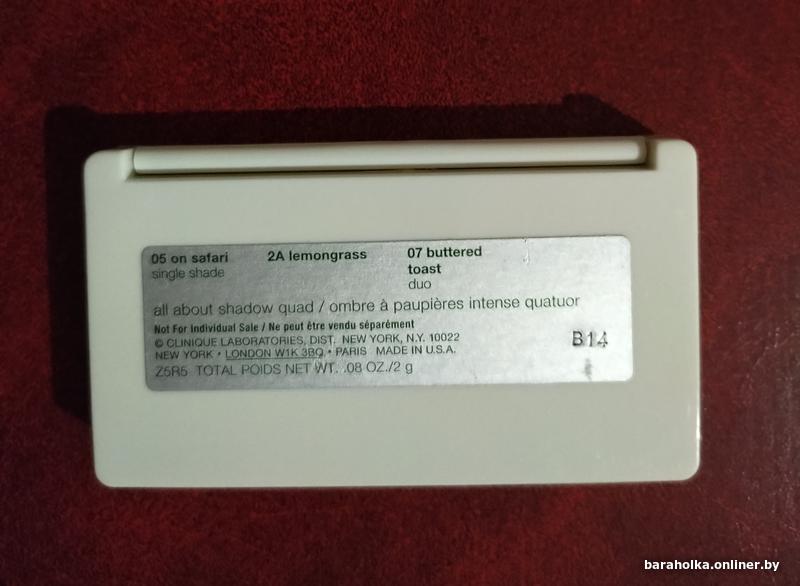 05 on safari
single shade
2A lemongrass
07 buttered
toast
duo
all about shadow quad / ombre à paupières intense quatuor
Not For Individual Sale / Ne peut être vendu séparément
© CLINIQUE LABORATORIES, DIST. NEW YORK, N.Y. 10022
NEW YORK • LONDON W1K 3BQ • PARIS MADE IN U.S.A.
Z5R5 TOTAL POIDS NET WT. .08 OZ./2 g
B14
baraholka.onliner.by